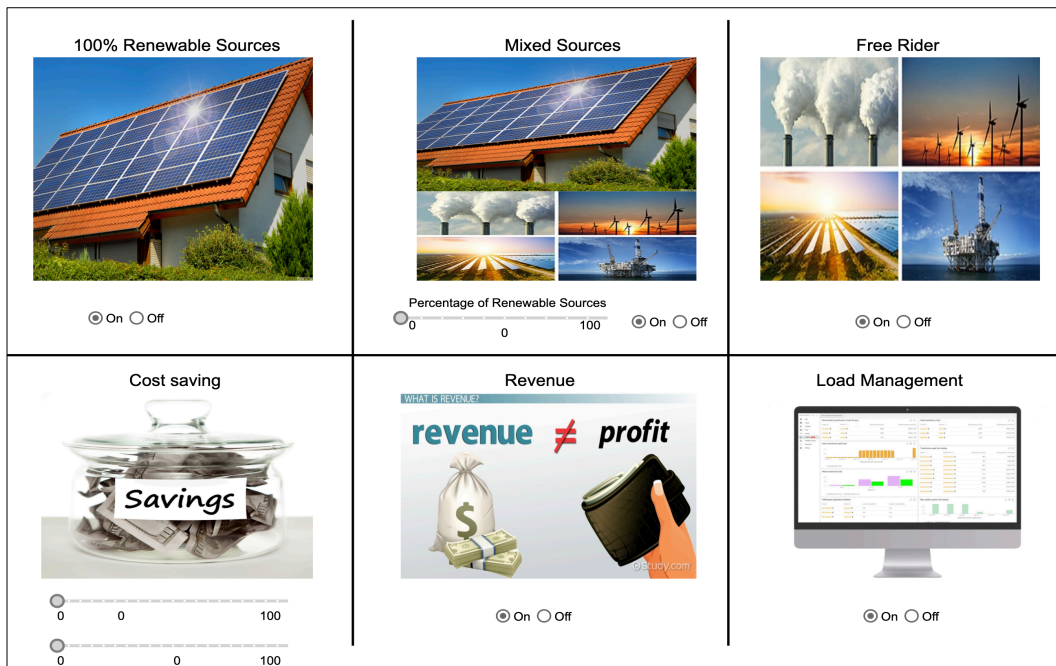 100% Renewable Sources
Mixed Sources
Free Rider
Percentage of Renewable Sources
0 100
0
On Off
On Off
On Off
Cost saving
Revenue
Load Management
Savings
WHAT IS REVENUE?
revenue ≠ profit
$
©Study.com
0 0 100
0 0 100
On Off
On Off